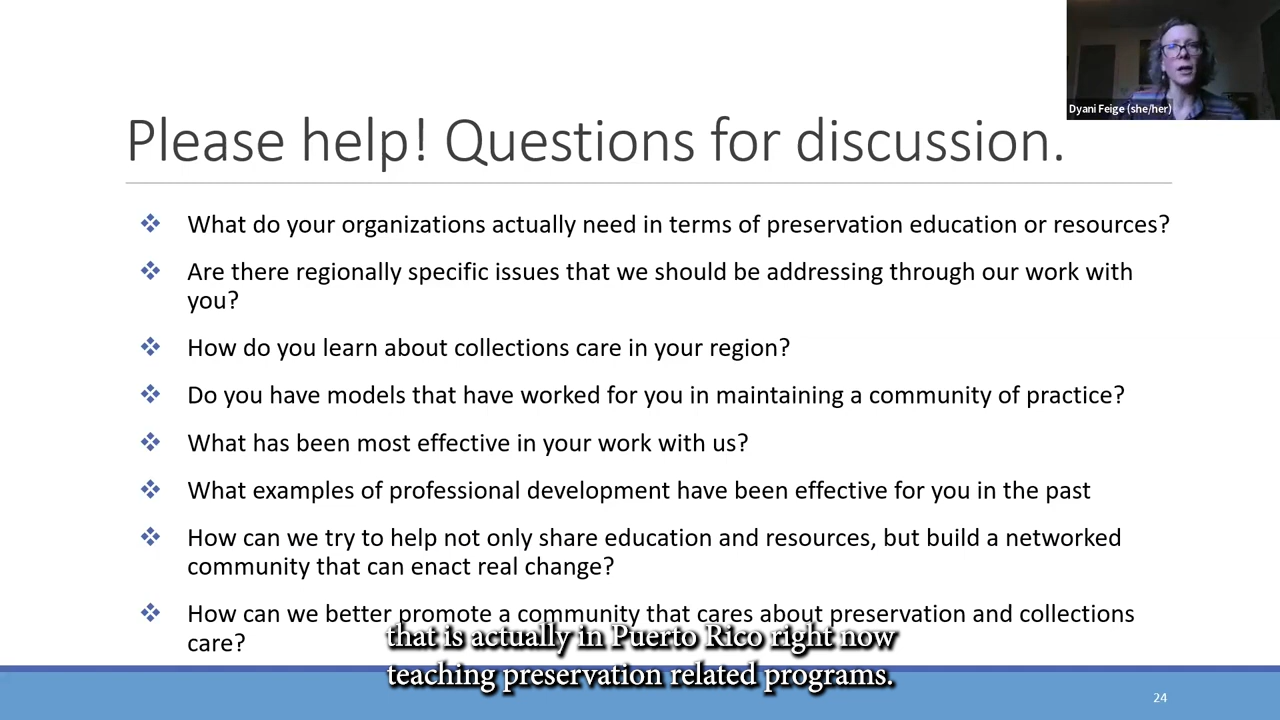 Dyani Feige (she/her)
Please help! Questions for discussion.
What do your organizations actually need in terms of preservation education or resources?
Are there regionally specific issues that we should be addressing through our work with
you?
How do you learn about collections care in your region?
Do you have models that have worked for you in maintaining a community of practice?
What has been most effective in your work with us?
What examples of professional development have been effective for you in the past
How can we try to help not only share education and resources, but build a networked
community that can enact real change?
How can we better promote a community that cares about preservation and collections
care?
that is actually in Puerto Rico right now
teaching preservation related programs.
24